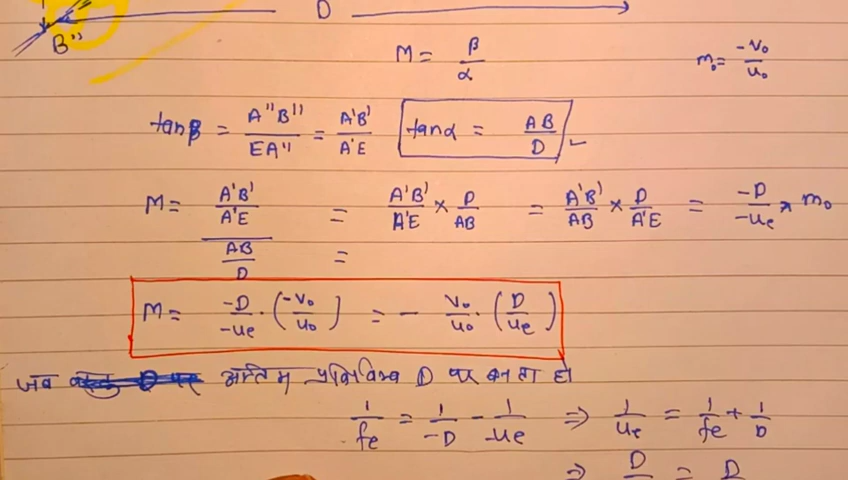 D
B''
M = β/α
m₀ = -v₀/u₀
tanβ = A''B''/EA'' = A'B'/A'E tanα = AB/D
M = (A'B'/A'E)/(AB/D) = A'B'/A'E × D/AB = A'B'/AB × D/A'E = -D/-ue × m₀
=
M = -D/-ue · (-v₀/u₀) = - v₀/u₀ · (D/ue)
जब अन्तिम प्रतिबिम्ब D पर बनता हो
1/fe = 1/-D - 1/-ue ⇒ 1/ue = 1/fe + 1/D
⇒ D = D